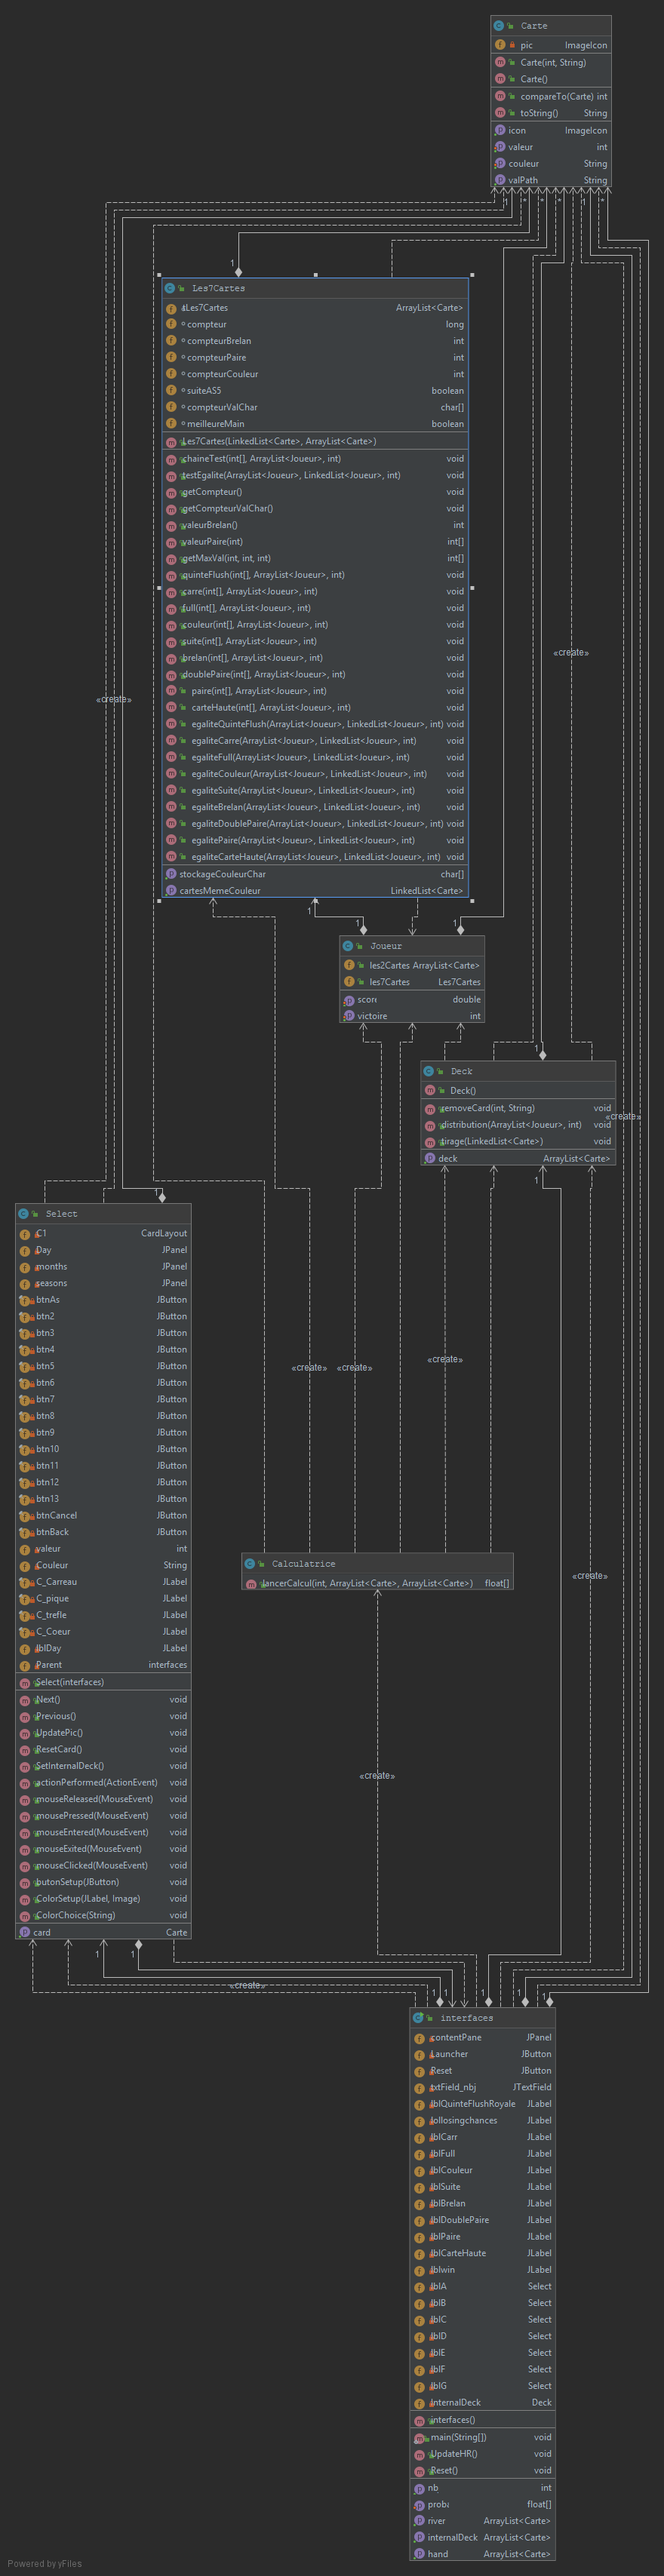 Carte
pic ImageIcon
Carte(int, String)
Carte()
compareTo(Carte) int
toString() String
icon ImageIcon
valeur int
couleur String
valPath String
1 * * 1 *
1
Les7Cartes
Les7Cartes ArrayList<Carte>
compteur long
compteurBrelan int
compteurPaire int
compteurCouleur int
suiteAS5 boolean
compteurValChar char[]
meilleureMain boolean
Les7Cartes(LinkedList<Carte>, ArrayList<Carte>)
chaineTest(int[], ArrayList<Joueur>, int) void
testEgalite(ArrayList<Joueur>, LinkedList<Carte>, int) void
getCompteur() void
getCompteurValChar() void
valeurBrelan() int
valeurPaire(int) int[]
getMaxVal(int, int, int) int[]
quinteFlush(int[], ArrayList<Joueur>, int) void
carre(int[], ArrayList<Joueur>, int) void
full(int[], ArrayList<Joueur>, int) void
couleur(int[], ArrayList<Joueur>, int) void
suite(int[], ArrayList<Joueur>, int) void
brelan(int[], ArrayList<Joueur>, int) void
doublePaire(int[], ArrayList<Joueur>, int) void
paire(int[], ArrayList<Joueur>, int) void
carteHaute(int[], ArrayList<Joueur>, int) void
egaliteQuinteFlush(ArrayList<Joueur>, LinkedList<Carte>, int) void
egaliteCarre(ArrayList<Joueur>, LinkedList<Carte>, int) void
egaliteFull(ArrayList<Joueur>, LinkedList<Carte>, int) void
egaliteCouleur(ArrayList<Joueur>, LinkedList<Carte>, int) void
egaliteSuite(ArrayList<Joueur>, LinkedList<Carte>, int) void
egaliteBrelan(ArrayList<Joueur>, LinkedList<Carte>, int) void
egaliteDoublePaire(ArrayList<Joueur>, LinkedList<Carte>, int) void
egalitePaire(ArrayList<Joueur>, LinkedList<Carte>, int) void
egaliteCarteHaute(ArrayList<Joueur>, LinkedList<Carte>, int) void
stockageCouleurChar char[]
cartesMemeCouleur LinkedList<Carte>
«create»
«create»
1 1 1
Joueur
les2Cartes ArrayList<Carte>
les7Cartes Les7Cartes
score double
victoire int
1
Deck
Deck()
removeCard(int, String) void
distribution(ArrayList<Joueur>, int) void
tirage(LinkedList<Carte>) void
deck ArrayList<Carte>
«create»
1
1
Select
C1 CardLayout
Day JPanel
months JPanel
seasons JPanel
btnAs JButton
btn2 JButton
btn3 JButton
btn4 JButton
btn5 JButton
btn6 JButton
btn7 JButton
btn8 JButton
btn9 JButton
btn10 JButton
btn11 JButton
btn12 JButton
btn13 JButton
btnCancel JButton
btnBack JButton
valeur int
Couleur String
C_Carreau JLabel
C_pique JLabel
C_trefle JLabel
C_Coeur JLabel
lblDay JLabel
Parent interfaces
Select(interfaces)
Next() void
Previous() void
UpdatePic() void
ResetCard() void
SetInternalDeck() void
actionPerformed(ActionEvent) void
mouseReleased(MouseEvent) void
mousePressed(MouseEvent) void
mouseEntered(MouseEvent) void
mouseExited(MouseEvent) void
mouseClicked(MouseEvent) void
butonSetup(JButton) void
ColorSetup(JLabel, Image) void
ColorChoice(String) void
card Carte
«create» «create» «create»
Calculatrice
lancerCalcul(int, ArrayList<Carte>, ArrayList<Carte>) float[]
«create»
«create»
1 1
«create»
1 1 1 1 1
interfaces
contentPane JPanel
Launcher JButton
Reset JButton
txtField_nbj JTextField
lblQuinteFlushRoyale JLabel
lollosingchances JLabel
lblCarr JLabel
lblFull JLabel
lblCouleur JLabel
lblSuite JLabel
lblBrelan JLabel
lblDoublePaire JLabel
lblPaire JLabel
lblCarteHaute JLabel
lblwin JLabel
lblA Select
lblB Select
lblC Select
lblD Select
lblE Select
lblF Select
lblG Select
internalDeck Deck
interfaces()
main(String[]) void
UpdateHR() void
Reset() void
nb int
proba float[]
river ArrayList<Carte>
internalDeck ArrayList<Carte>
hand ArrayList<Carte>
Powered by yFiles